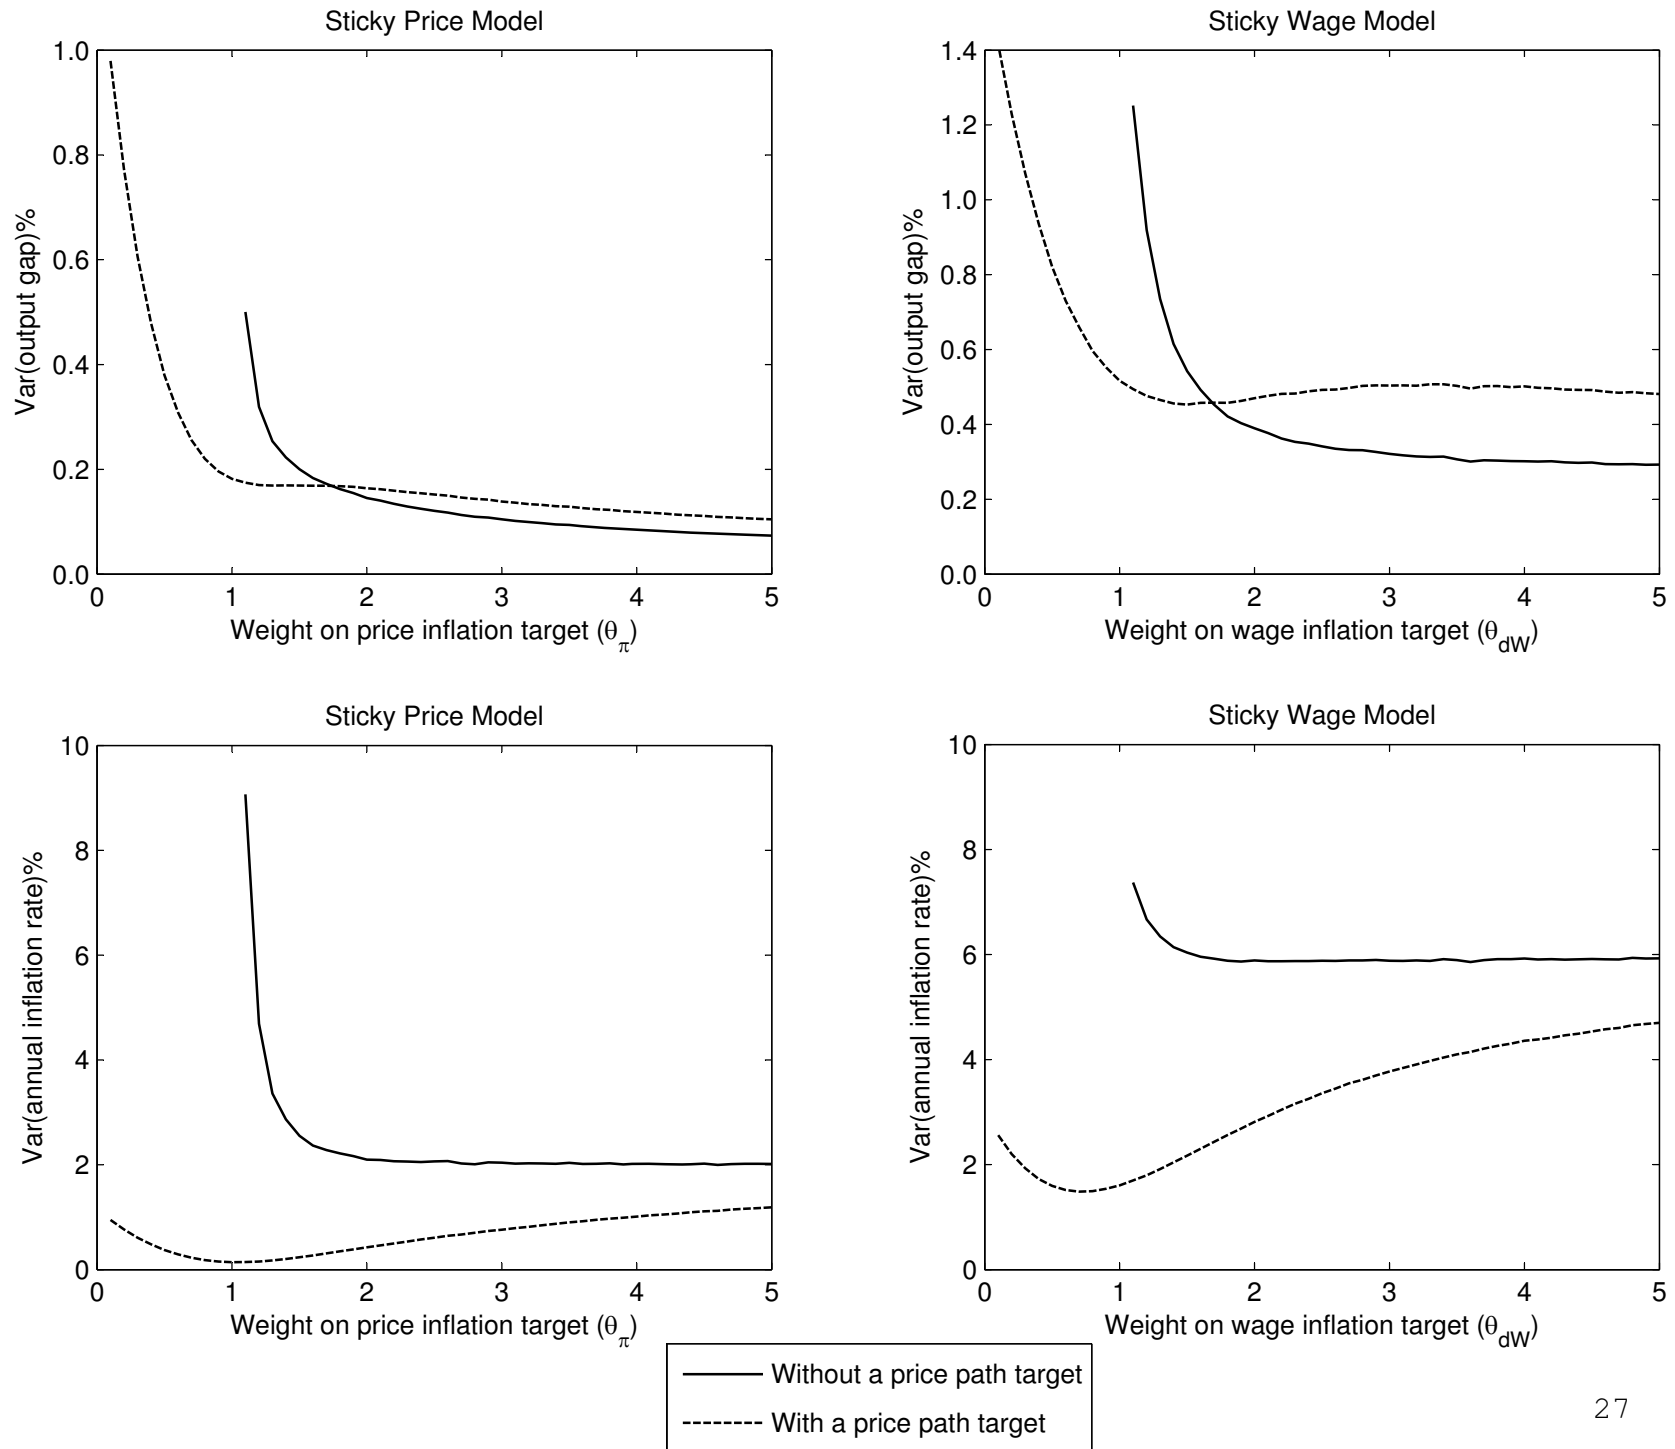 Sticky Price Model
1.0
0.8
0.6
0.4
0.2
0.0
Var(output gap)%
0 1 2 3 4 5
Weight on price inflation target (θπ)
Sticky Wage Model
1.4
1.2
1.0
0.8
0.6
0.4
0.2
0.0
Var(output gap)%
0 1 2 3 4 5
Weight on wage inflation target (θdW)
Sticky Price Model
10
8
6
4
2
0
Var(annual inflation rate)%
0 1 2 3 4 5
Weight on price inflation target (θπ)
Sticky Wage Model
10
8
6
4
2
0
Var(annual inflation rate)%
0 1 2 3 4 5
Weight on wage inflation target (θdW)
Without a price path target
With a price path target
27